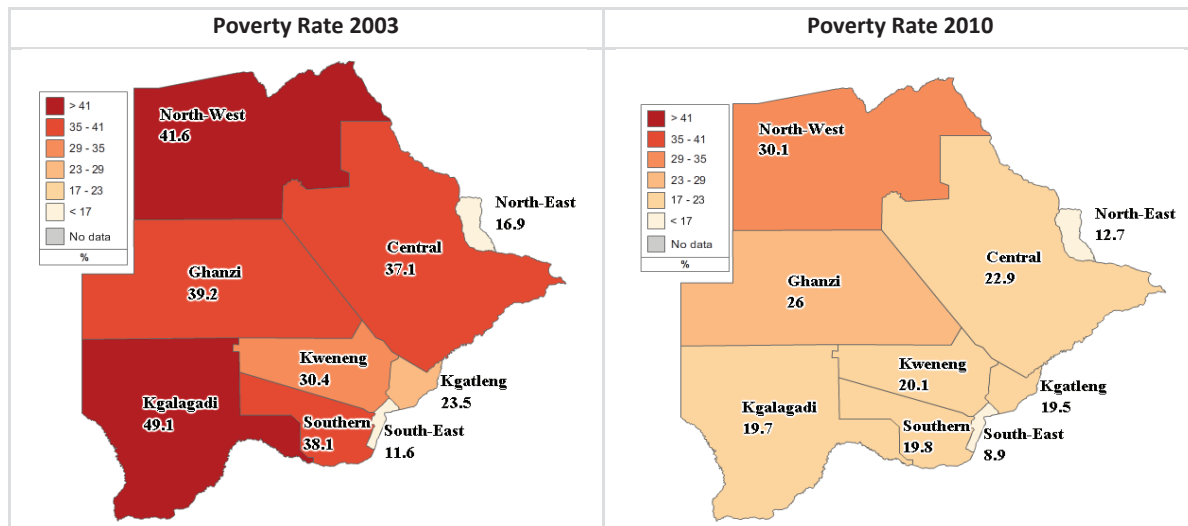 Poverty Rate 2003
> 41
35 - 41
29 - 35
23 - 29
17 - 23
< 17
No data
%
North-West
41.6
North-East
16.9
Central
37.1
Ghanzi
39.2
Kweneng
30.4
Kgatleng
23.5
Kgalagadi
49.1
Southern
38.1
South-East
11.6
Poverty Rate 2010
> 41
35 - 41
29 - 35
23 - 29
17 - 23
< 17
No data
%
North-West
30.1
North-East
12.7
Central
22.9
Ghanzi
26
Kweneng
20.1
Kgatleng
19.5
Kgalagadi
19.7
Southern
19.8
South-East
8.9